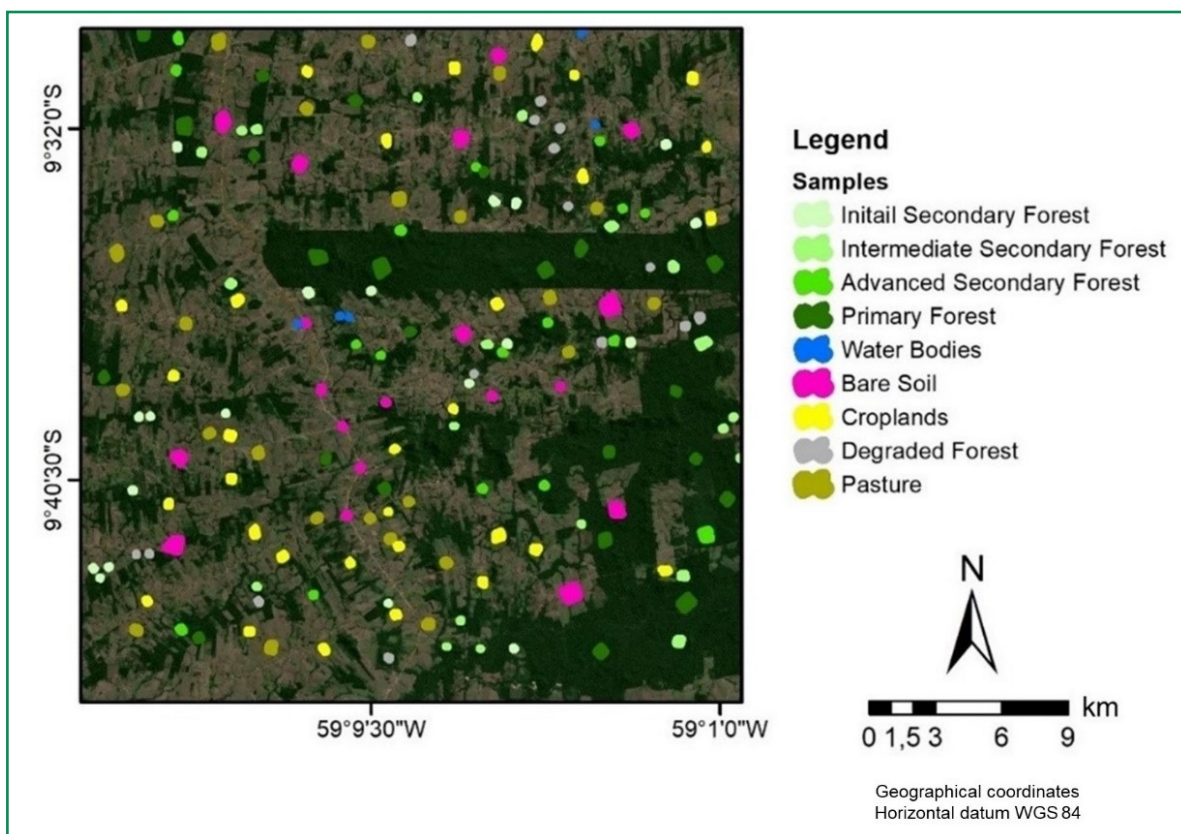 9°32'0"S
9°40'30"S
59°9'30"W
59°1'0"W
Legend
Samples
Initail Secondary Forest
Intermediate Secondary Forest
Advanced Secondary Forest
Primary Forest
Water Bodies
Bare Soil
Croplands
Degraded Forest
Pasture
N
km
0 1,5 3 6 9
Geographical coordinates
Horizontal datum WGS 84